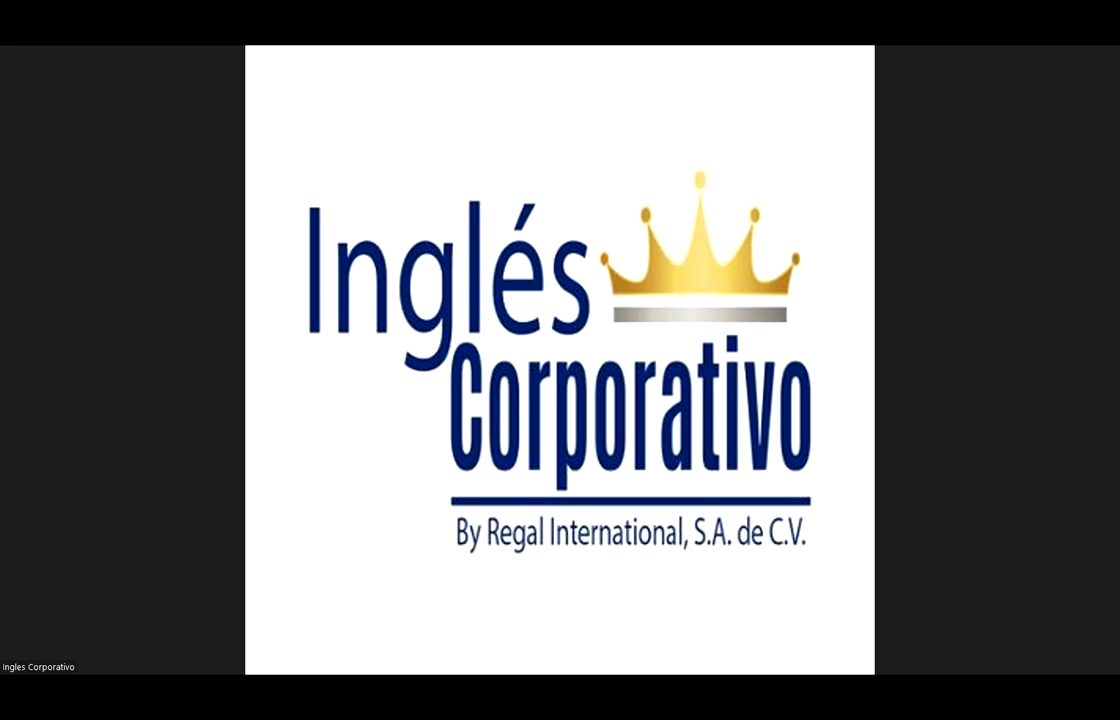 Inglés
Corporativo
By Regal International, S.A. de C.V.
Ingles Corporativo